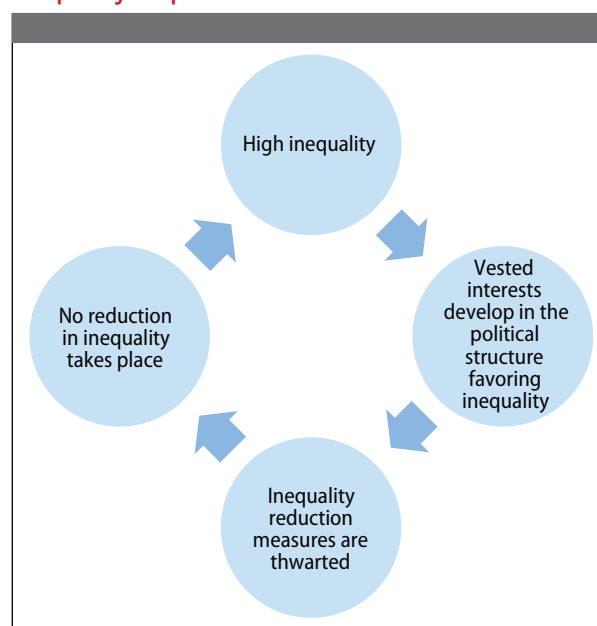 High inequality
Vested
interests
develop in the
political
structure
favoring
inequality
Inequality
reduction
measures are
thwarted
No reduction
in inequality
takes place